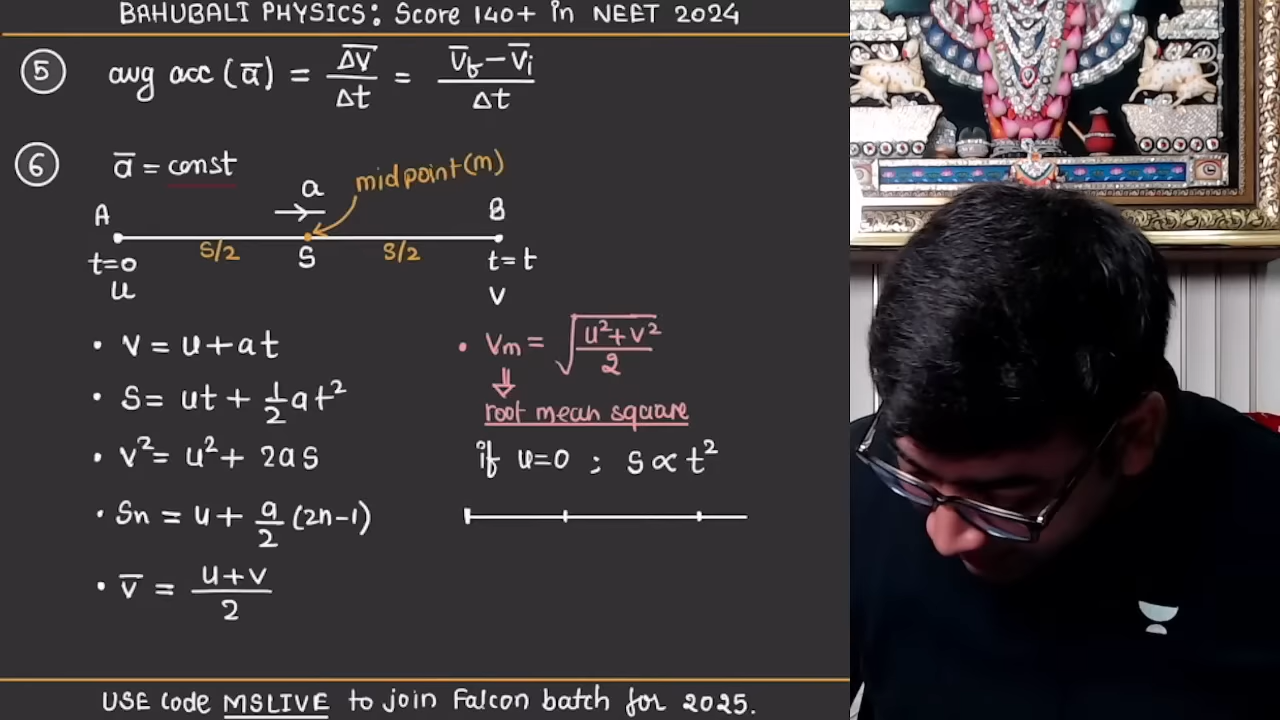 BAHUBALI PHYSICS: Score 140+ in NEET 2024
5 avg acc (a̅) = Δv̅/Δt = (v̅f − v̅i)/Δt
6 a̅ = const
a midpoint(m)
A B
S/2 S S/2
t=0 t=t
u v
• v = u+at
• vm = √((u²+v²)/2)
⇓
• S = ut + ½at²
root mean square
• v² = u² + 2as
if u=0 ; s ∝ t²
• Sn = u + a/2 (2n−1)
• v̅ = (u+v)/2
USE Code MSLIVE to join Falcon batch for 2025.